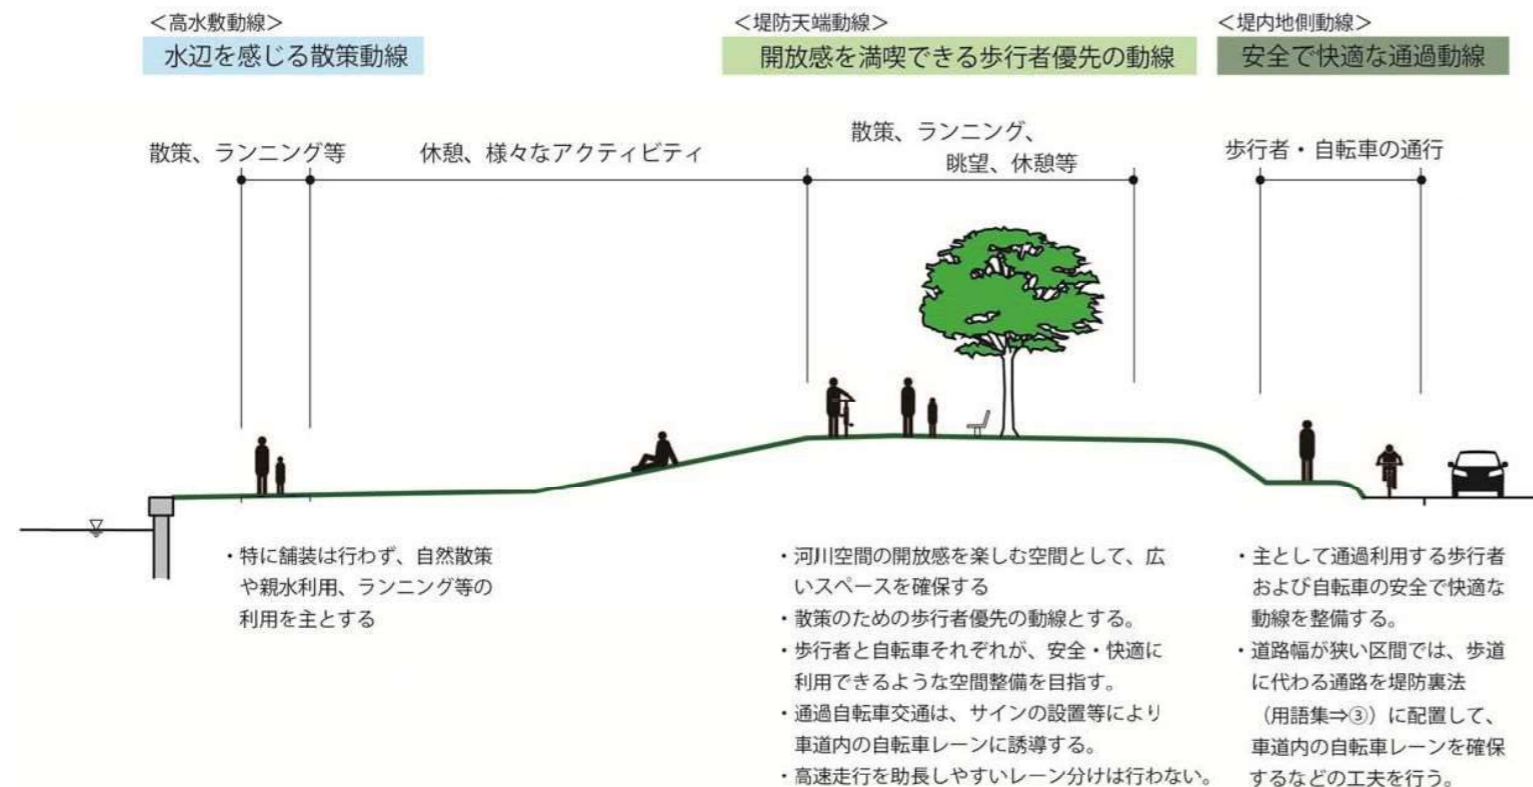 ＜高水敷動線＞
水辺を感じる散策動線
＜堤防天端動線＞
開放感を満喫できる歩行者優先の動線
＜堤内地側動線＞
安全で快適な通過動線
散策、ランニング等
休憩、様々なアクティビティ
散策、ランニング、
眺望、休憩等
歩行者・自転車の通行
・特に舗装は行わず、自然散策
や親水利用、ランニング等の
利用を主とする
・河川空間の開放感を楽しむ空間として、広
いスペースを確保する
・散策のための歩行者優先の動線とする。
・歩行者と自転車それぞれが、安全・快適に
利用できるような空間整備を目指す。
・通過自転車交通は、サインの設置等により
車道内の自転車レーンに誘導する。
・高速走行を助長しやすいレーン分けは行わない。
・主として通過利用する歩行者
および自転車の安全で快適な
動線を整備する。
・道路幅が狭い区間では、歩道
に代わる通路を堤防裏法
（用語集⇒③）に配置して、
車道内の自転車レーンを確保
するなどの工夫を行う。